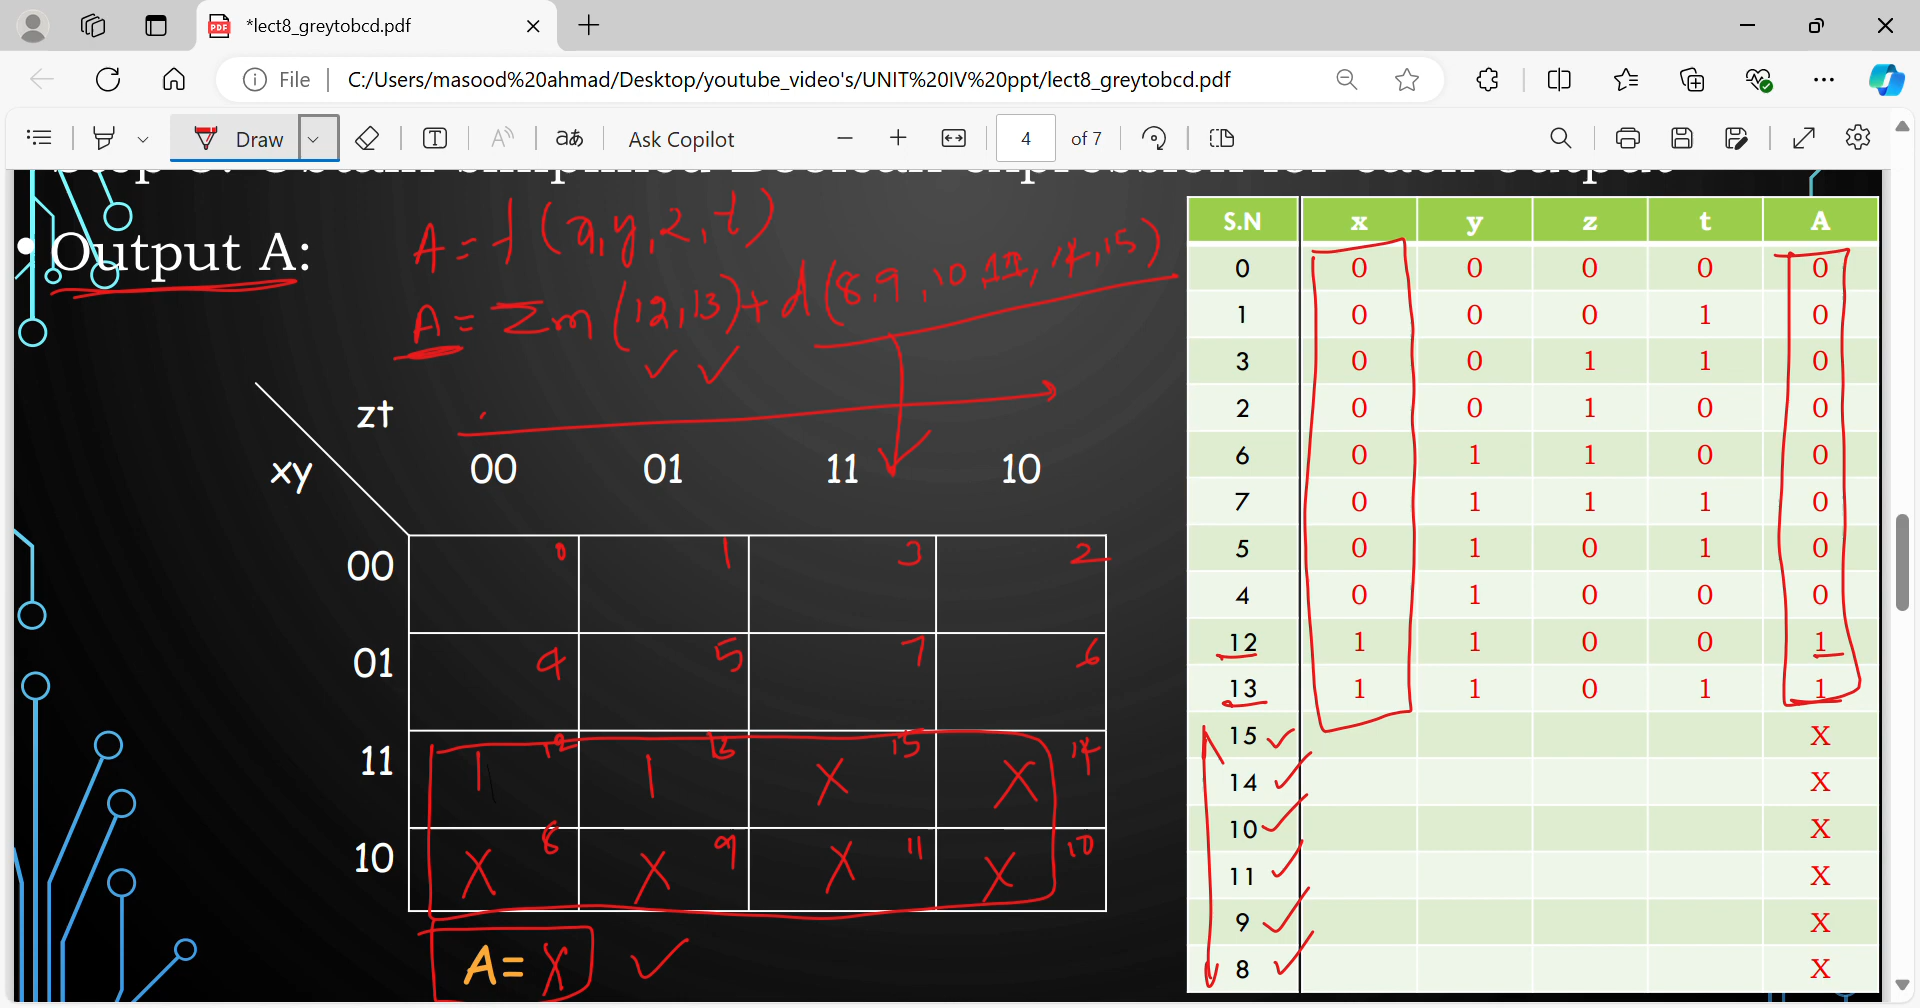 *lect8_greytobcd.pdf
File | C:/Users/masood%20ahmad/Desktop/youtube_video's/UNIT%20IV%20ppt/lect8_greytobcd.pdf
Draw
Ask Copilot
4 of 7
• Output A:
A = f (x, y, z, t)
A = Σm (12, 13) + d (8, 9, 10, 11, 14, 15)
zt
xy 00 01 11 10
00 0 1 3 2
01 4 5 7 6
11 1 12 1 13 X 15 X 14
10 X 8 X 9 X 11 X 10
A= X
S.N x y z t A
0 0 0 0 0 0
1 0 0 0 1 0
3 0 0 1 1 0
2 0 0 1 0 0
6 0 1 1 0 0
7 0 1 1 1 0
5 0 1 0 1 0
4 0 1 0 0 0
12 1 1 0 0 1
13 1 1 0 1 1
15 X
14 X
10 X
11 X
9 X
8 X